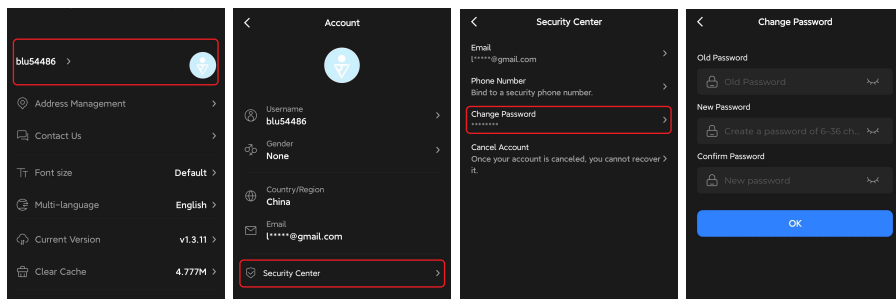 blu54486
Address Management
Contact Us
Font size
Default
Multi-language
English
Current Version
v1.3.11
Clear Cache
4.777M
Account
Username
blu54486
Gender
None
Country/Region
China
Email
l*****@gmail.com
Security Center
Security Center
Email
l*****@gmail.com
Phone Number
Bind to a security phone number.
Change Password
********
Cancel Account
Once your account is canceled, you cannot recover
it.
Change Password
Old Password
Old Password
New Password
Create a password of 6-36 ch...
Confirm Password
New password
OK